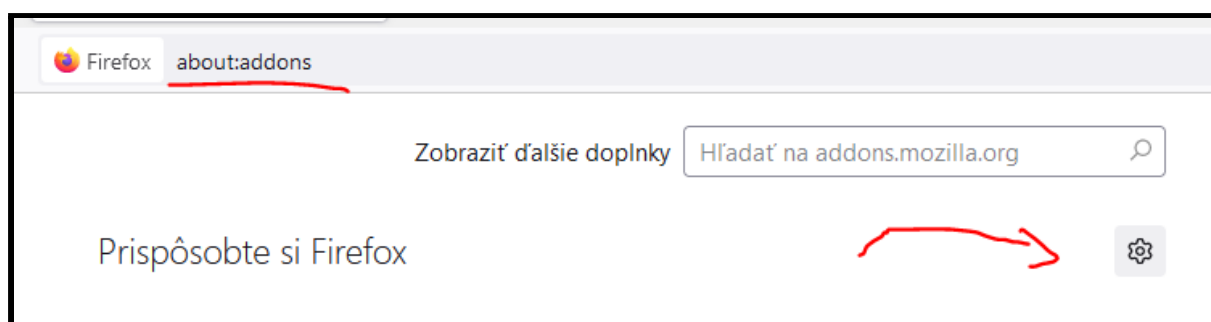 Firefox about:addons
Zobraziť ďalšie doplnky Hľadať na addons.mozilla.org
Prispôsobte si Firefox